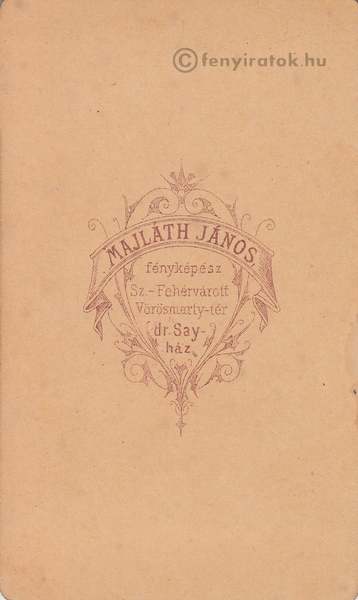 ©fenyiratok.hu
MAJLÁTH JÁNOS
fényképész
Sz.-Fehérvárott
Vörösmarty-tér
dr. Say-
ház